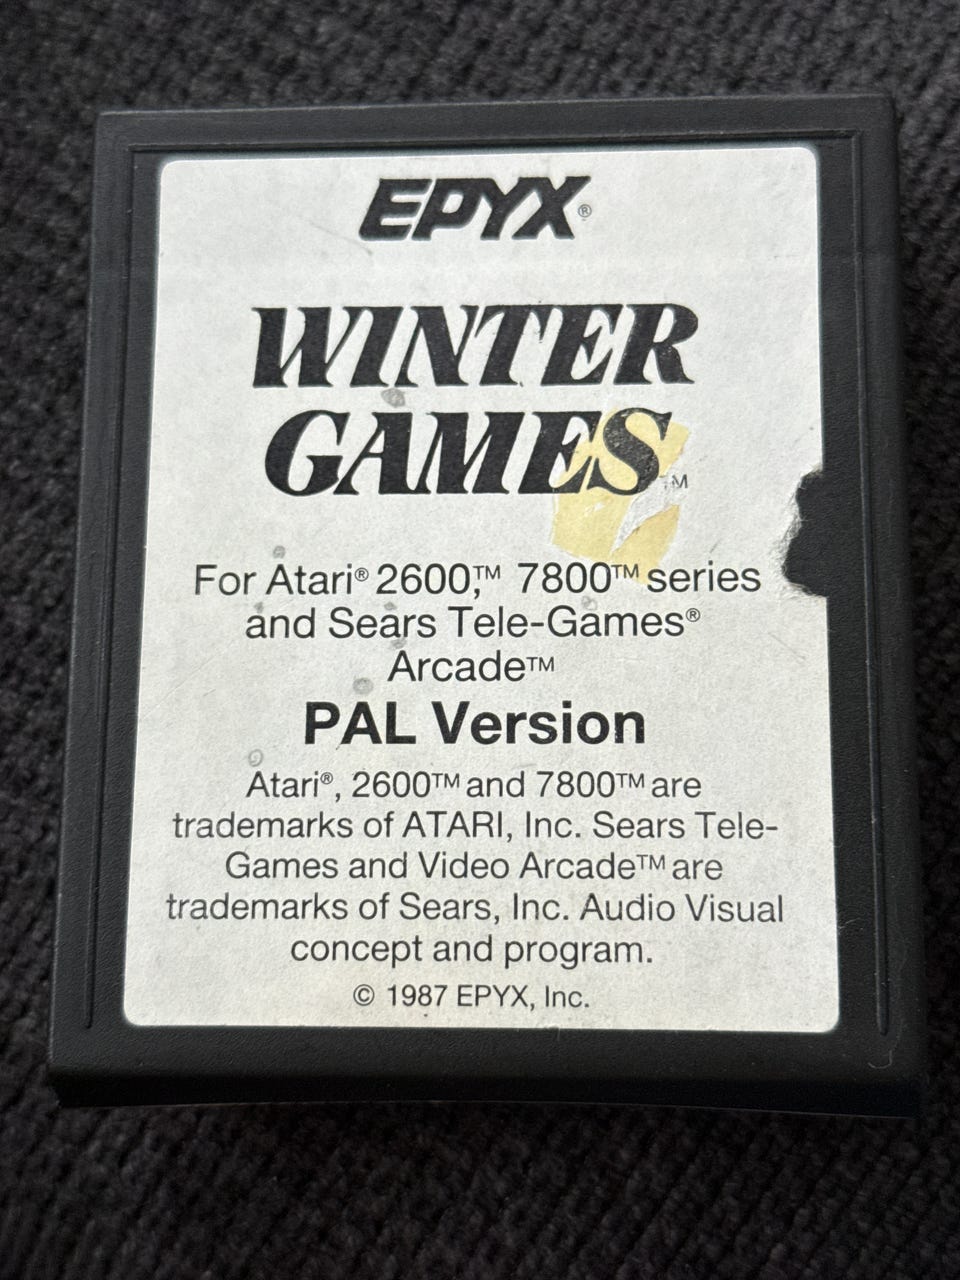 EPYX®
WINTER
GAMES™
For Atari® 2600,™ 7800™ series
and Sears Tele-Games®
Arcade™
PAL Version
Atari®, 2600™ and 7800™ are
trademarks of ATARI, Inc. Sears Tele-
Games and Video Arcade™ are
trademarks of Sears, Inc. Audio Visual
concept and program.
© 1987 EPYX, Inc.